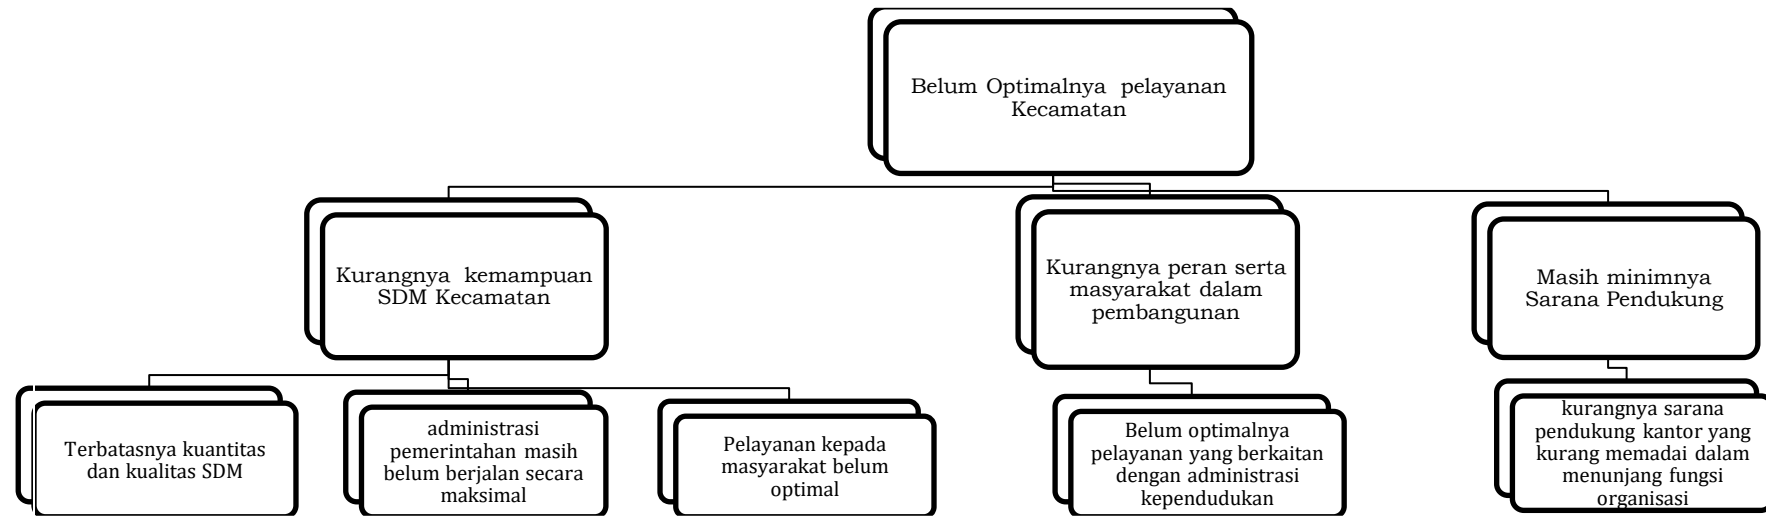 Belum Optimalnya pelayanan
Kecamatan
Kurangnya kemampuan
SDM Kecamatan
Kurangnya peran serta
masyarakat dalam
pembangunan
Masih minimnya
Sarana Pendukung
Terbatasnya kuantitas
dan kualitas SDM
administrasi
pemerintahan masih
belum berjalan secara
maksimal
Pelayanan kepada
masyarakat belum
optimal
Belum optimalnya
pelayanan yang berkaitan
dengan administrasi
kependudukan
kurangnya sarana
pendukung kantor yang
kurang memadai dalam
menunjang fungsi
organisasi